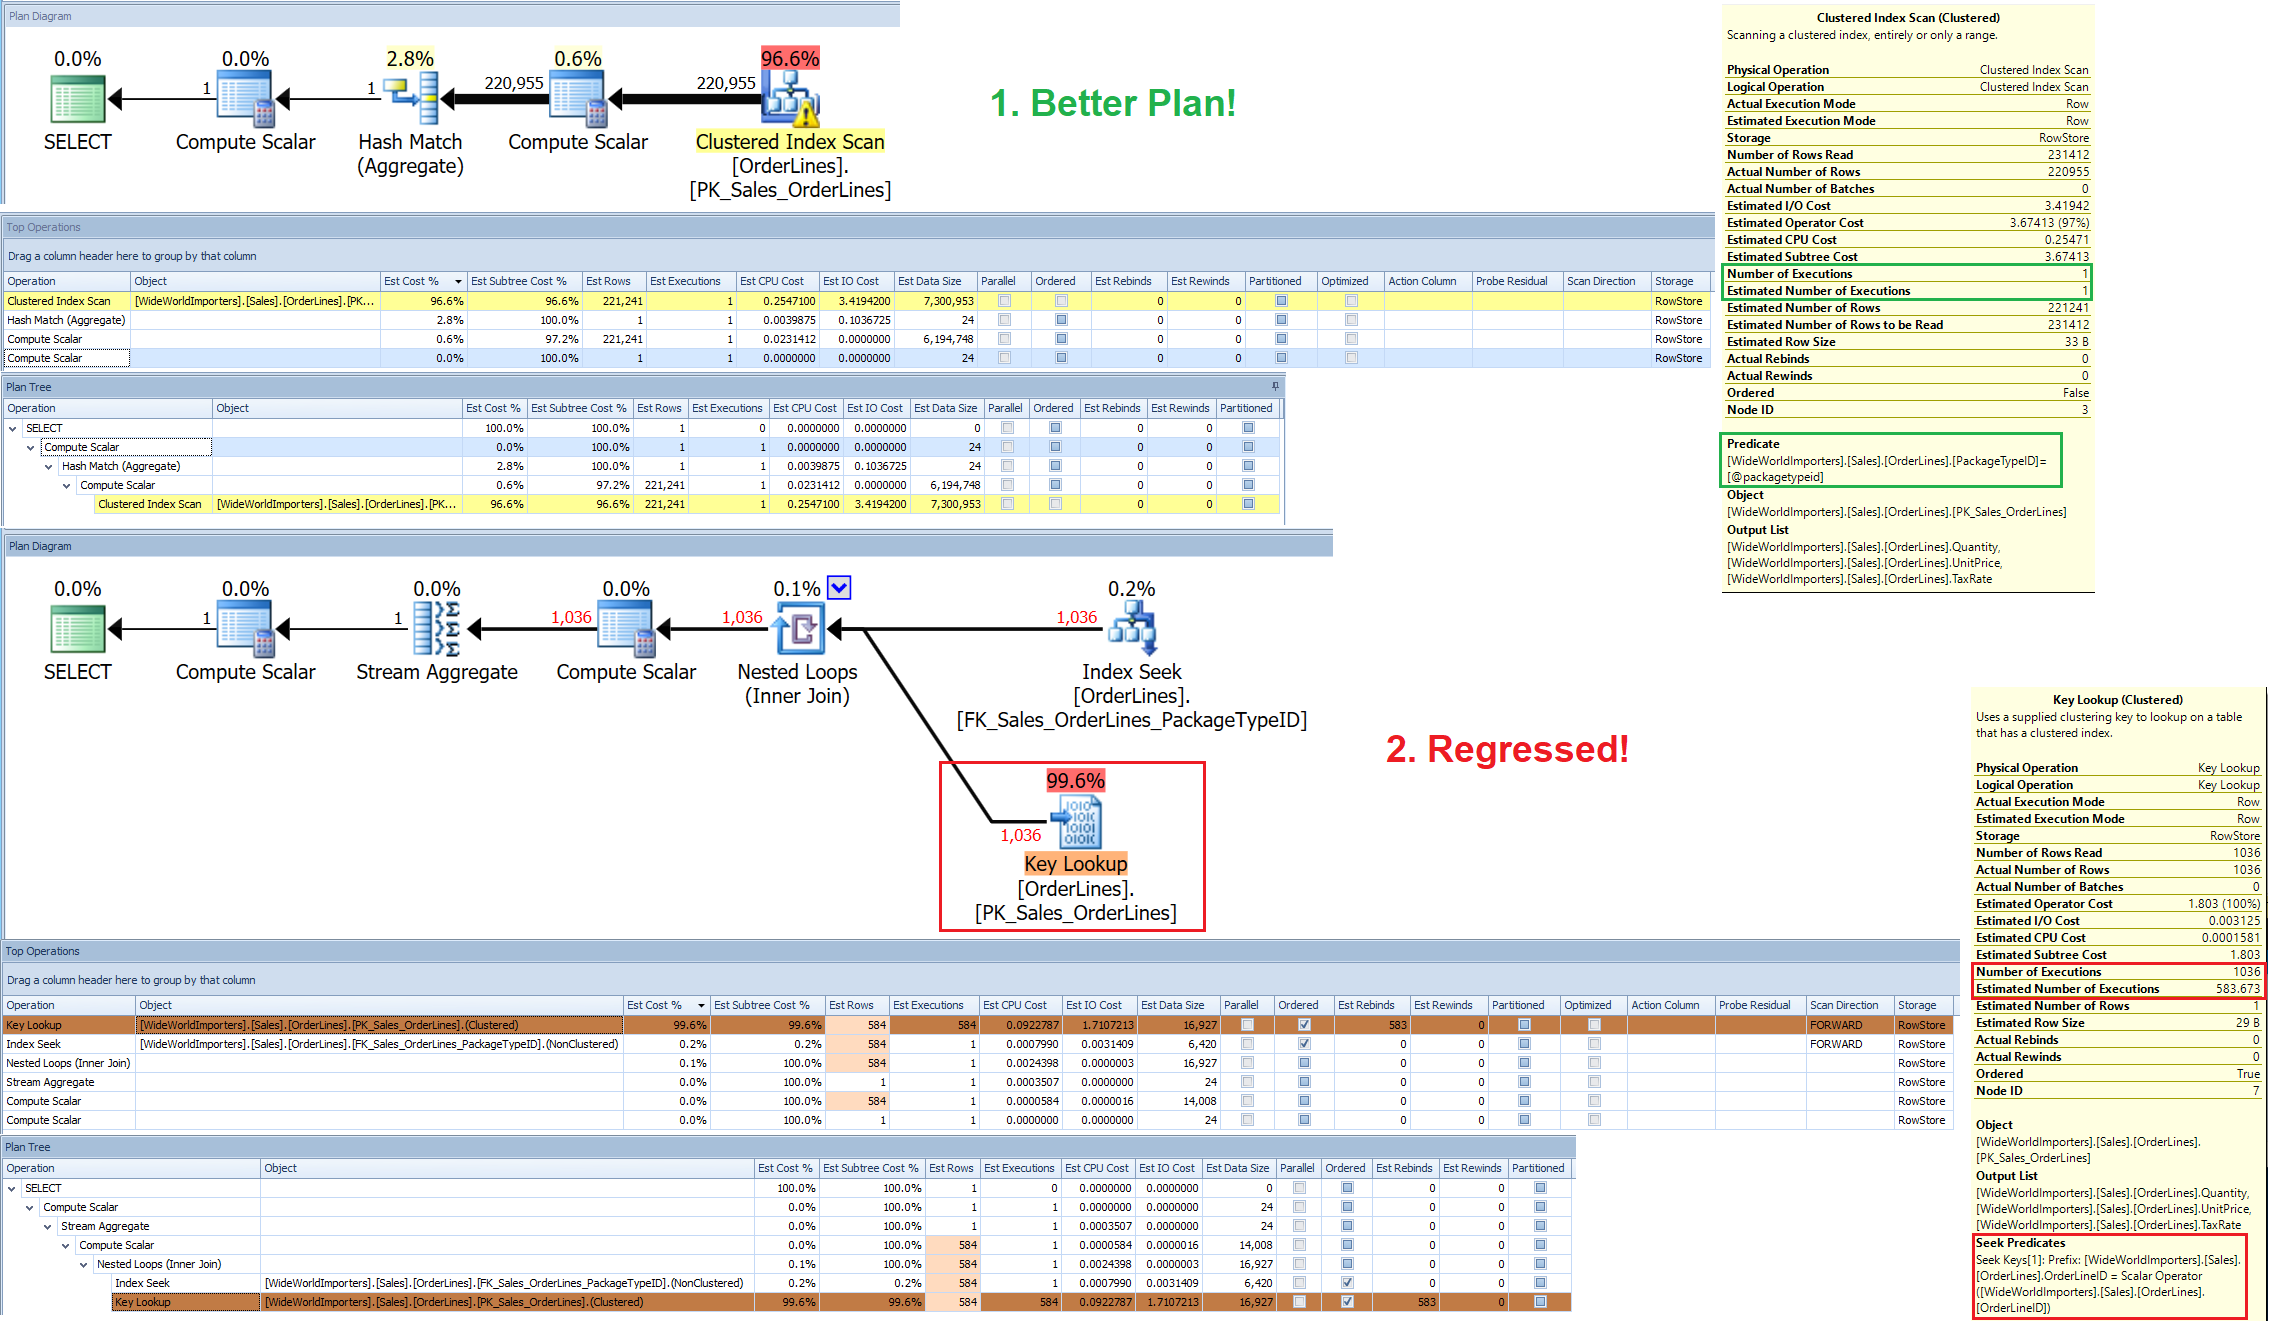 Plan Diagram
0.0% 0.0% 2.8% 0.6% 96.6%
1 1 220,955 220,955
SELECT Compute Scalar Hash Match Compute Scalar Clustered Index Scan
(Aggregate) [OrderLines].
[PK_Sales_OrderLines]
1. Better Plan!
Top Operations
Drag a column header here to group by that column
Operation Object Est Cost % Est Subtree Cost % Est Rows Est Executions Est CPU Cost Est IO Cost Est Data Size Parallel Ordered Est Rebinds Est Rewinds Partitioned Optimized Action Column Probe Residual Scan Direction Storage
Clustered Index Scan [WideWorldImporters].[Sales].[OrderLines].[PK... 96.6% 96.6% 221,241 1 0.2547100 3.4194200 7,300,953 0 0 RowStore
Hash Match (Aggregate) 2.8% 100.0% 1 1 0.0039875 0.1036725 24 0 0 RowStore
Compute Scalar 0.6% 97.2% 221,241 1 0.0231412 0.0000000 6,194,748 0 0 RowStore
Compute Scalar 0.0% 100.0% 1 1 0.0000000 0.0000000 24 0 0 RowStore
Plan Tree
Operation Object Est Cost % Est Subtree Cost % Est Rows Est Executions Est CPU Cost Est IO Cost Est Data Size Parallel Ordered Est Rebinds Est Rewinds Partitioned
SELECT 100.0% 100.0% 1 0 0.0000000 0.0000000 0 0 0
Compute Scalar 0.0% 100.0% 1 1 0.0000000 0.0000000 24 0 0
Hash Match (Aggregate) 2.8% 100.0% 1 1 0.0039875 0.1036725 24 0 0
Compute Scalar 0.6% 97.2% 221,241 1 0.0231412 0.0000000 6,194,748 0 0
Clustered Index Scan [WideWorldImporters].[Sales].[OrderLines].[PK... 96.6% 96.6% 221,241 1 0.2547100 3.4194200 7,300,953 0 0
Clustered Index Scan (Clustered)
Scanning a clustered index, entirely or only a range.
Physical Operation Clustered Index Scan
Logical Operation Clustered Index Scan
Actual Execution Mode Row
Estimated Execution Mode Row
Storage RowStore
Number of Rows Read 231412
Actual Number of Rows 220955
Actual Number of Batches 0
Estimated I/O Cost 3.41942
Estimated Operator Cost 3.67413 (97%)
Estimated CPU Cost 0.25471
Estimated Subtree Cost 3.67413
Number of Executions 1
Estimated Number of Executions 1
Estimated Number of Rows 221241
Estimated Number of Rows to be Read 231412
Estimated Row Size 33 B
Actual Rebinds 0
Actual Rewinds 0
Ordered False
Node ID 3
Predicate
[WideWorldImporters].[Sales].[OrderLines].[PackageTypeID]=
[@packagetypeid]
Object
[WideWorldImporters].[Sales].[OrderLines].[PK_Sales_OrderLines]
Output List
[WideWorldImporters].[Sales].[OrderLines].Quantity,
[WideWorldImporters].[Sales].[OrderLines].UnitPrice,
[WideWorldImporters].[Sales].[OrderLines].TaxRate
Plan Diagram
0.0% 0.0% 0.0% 0.0% 0.1% 0.2%
1 1 1,036 1,036 1,036
SELECT Compute Scalar Stream Aggregate Compute Scalar Nested Loops Index Seek
(Inner Join) [OrderLines].
[FK_Sales_OrderLines_PackageTypeID]
2. Regressed!
99.6%
1,036
Key Lookup
[OrderLines].
[PK_Sales_OrderLines]
Top Operations
Drag a column header here to group by that column
Operation Object Est Cost % Est Subtree Cost % Est Rows Est Executions Est CPU Cost Est IO Cost Est Data Size Parallel Ordered Est Rebinds Est Rewinds Partitioned Optimized Action Column Probe Residual Scan Direction Storage
Key Lookup [WideWorldImporters].[Sales].[OrderLines].[PK_Sales_OrderLines].(Clustered) 99.6% 99.6% 584 584 0.0922787 1.7107213 16,927 583 0 FORWARD RowStore
Index Seek [WideWorldImporters].[Sales].[OrderLines].[FK_Sales_OrderLines_PackageTypeID].(NonClustered) 0.2% 0.2% 584 1 0.0007990 0.0031409 6,420 0 0 FORWARD RowStore
Nested Loops (Inner Join) 0.1% 100.0% 584 1 0.0024398 0.0000003 16,927 0 0 RowStore
Stream Aggregate 0.0% 100.0% 1 1 0.0003507 0.0000000 24 0 0 RowStore
Compute Scalar 0.0% 100.0% 584 1 0.0000584 0.0000016 14,008 0 0 RowStore
Compute Scalar 0.0% 100.0% 1 1 0.0000000 0.0000000 24 0 0 RowStore
Plan Tree
Operation Object Est Cost % Est Subtree Cost % Est Rows Est Executions Est CPU Cost Est IO Cost Est Data Size Parallel Ordered Est Rebinds Est Rewinds Partitioned
SELECT 100.0% 100.0% 1 0 0.0000000 0.0000000 0 0 0
Compute Scalar 0.0% 100.0% 1 1 0.0000000 0.0000000 24 0 0
Stream Aggregate 0.0% 100.0% 1 1 0.0003507 0.0000000 24 0 0
Compute Scalar 0.0% 100.0% 584 1 0.0000584 0.0000016 14,008 0 0
Nested Loops (Inner Join) 0.1% 100.0% 584 1 0.0024398 0.0000003 16,927 0 0
Index Seek [WideWorldImporters].[Sales].[OrderLines].[FK_Sales_OrderLines_PackageTypeID].(NonClustered) 0.2% 0.2% 584 1 0.0007990 0.0031409 6,420 0 0
Key Lookup [WideWorldImporters].[Sales].[OrderLines].[PK_Sales_OrderLines].(Clustered) 99.6% 99.6% 584 584 0.0922787 1.7107213 16,927 583 0
Key Lookup (Clustered)
Uses a supplied clustering key to lookup on a table
that has a clustered index.
Physical Operation Key Lookup
Logical Operation Key Lookup
Actual Execution Mode Row
Estimated Execution Mode Row
Storage RowStore
Number of Rows Read 1036
Actual Number of Rows 1036
Actual Number of Batches 0
Estimated Operator Cost 1.803 (100%)
Estimated I/O Cost 0.003125
Estimated CPU Cost 0.0001581
Estimated Subtree Cost 1.803
Number of Executions 1036
Estimated Number of Executions 583.673
Estimated Number of Rows 1
Estimated Row Size 29 B
Actual Rebinds 0
Actual Rewinds 0
Ordered True
Node ID 7
Object
[WideWorldImporters].[Sales].[OrderLines].
[PK_Sales_OrderLines]
Output List
[WideWorldImporters].[Sales].[OrderLines].Quantity,
[WideWorldImporters].[Sales].[OrderLines].UnitPrice,
[WideWorldImporters].[Sales].[OrderLines].TaxRate
Seek Predicates
Seek Keys[1]: Prefix: [WideWorldImporters].[Sales].
[OrderLines].OrderLineID = Scalar Operator
([WideWorldImporters].[Sales].[OrderLines].
[OrderLineID])